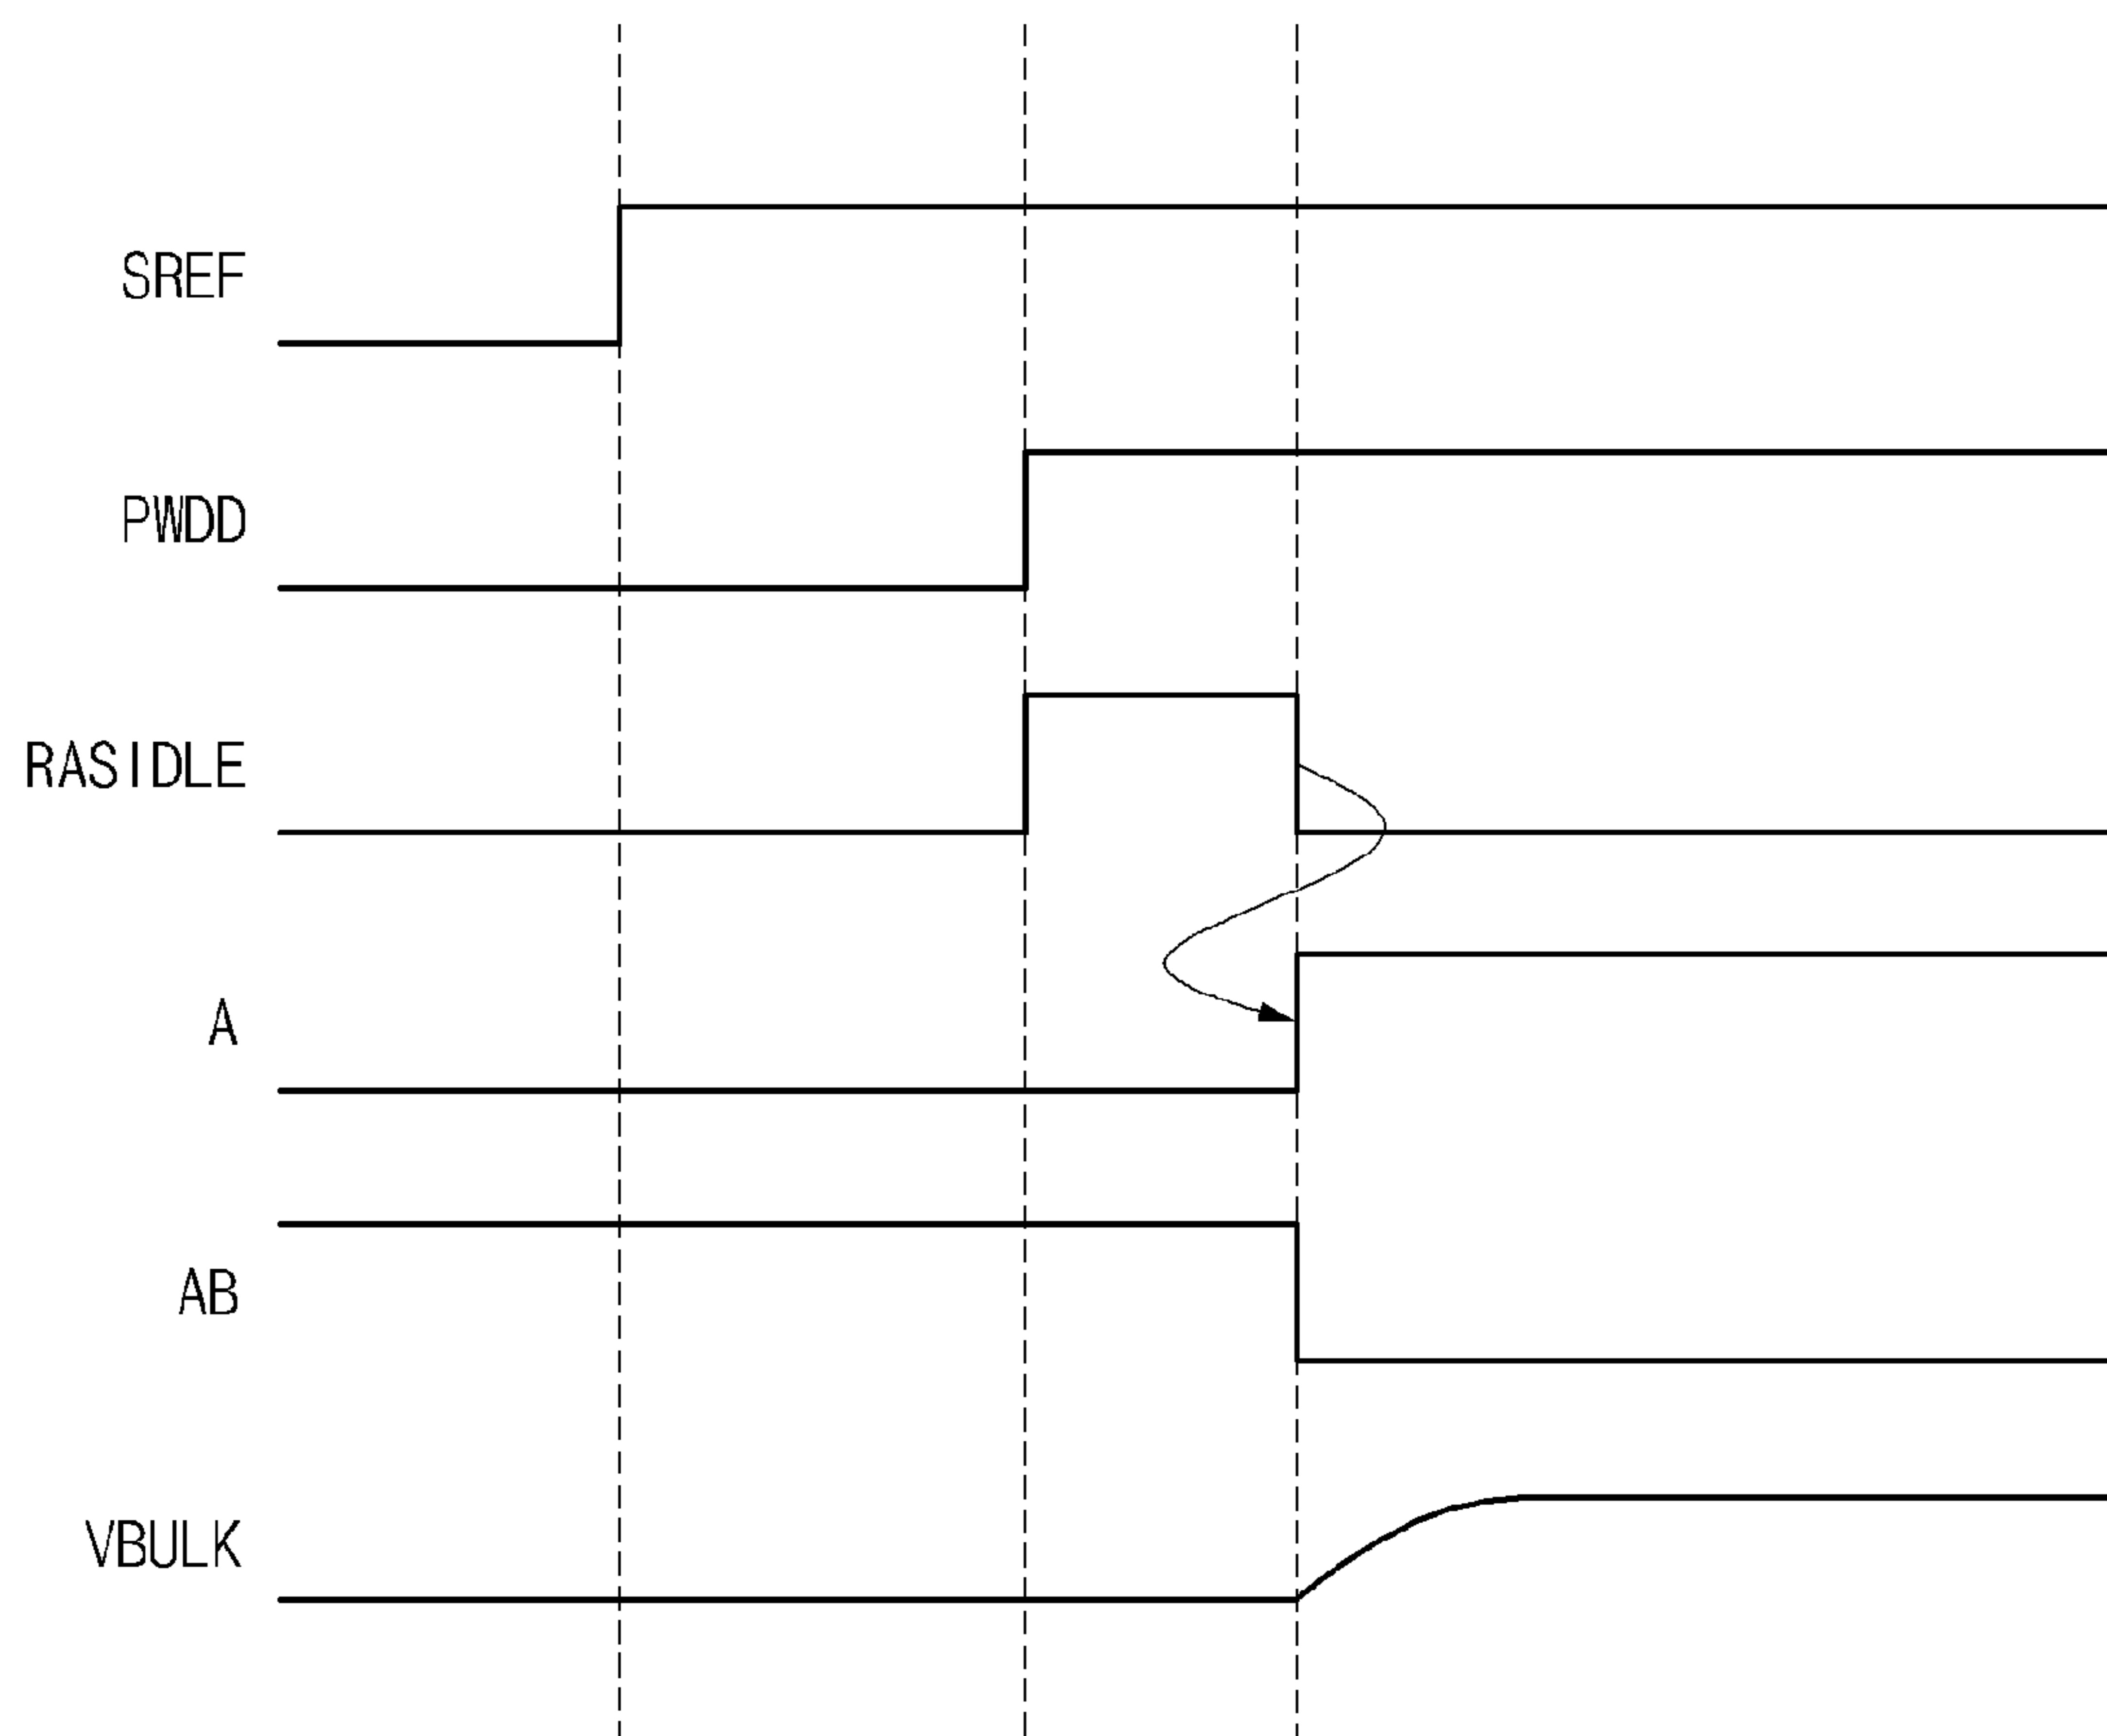 SREF
PWDD
RASIDLE
A
AB
VBULK